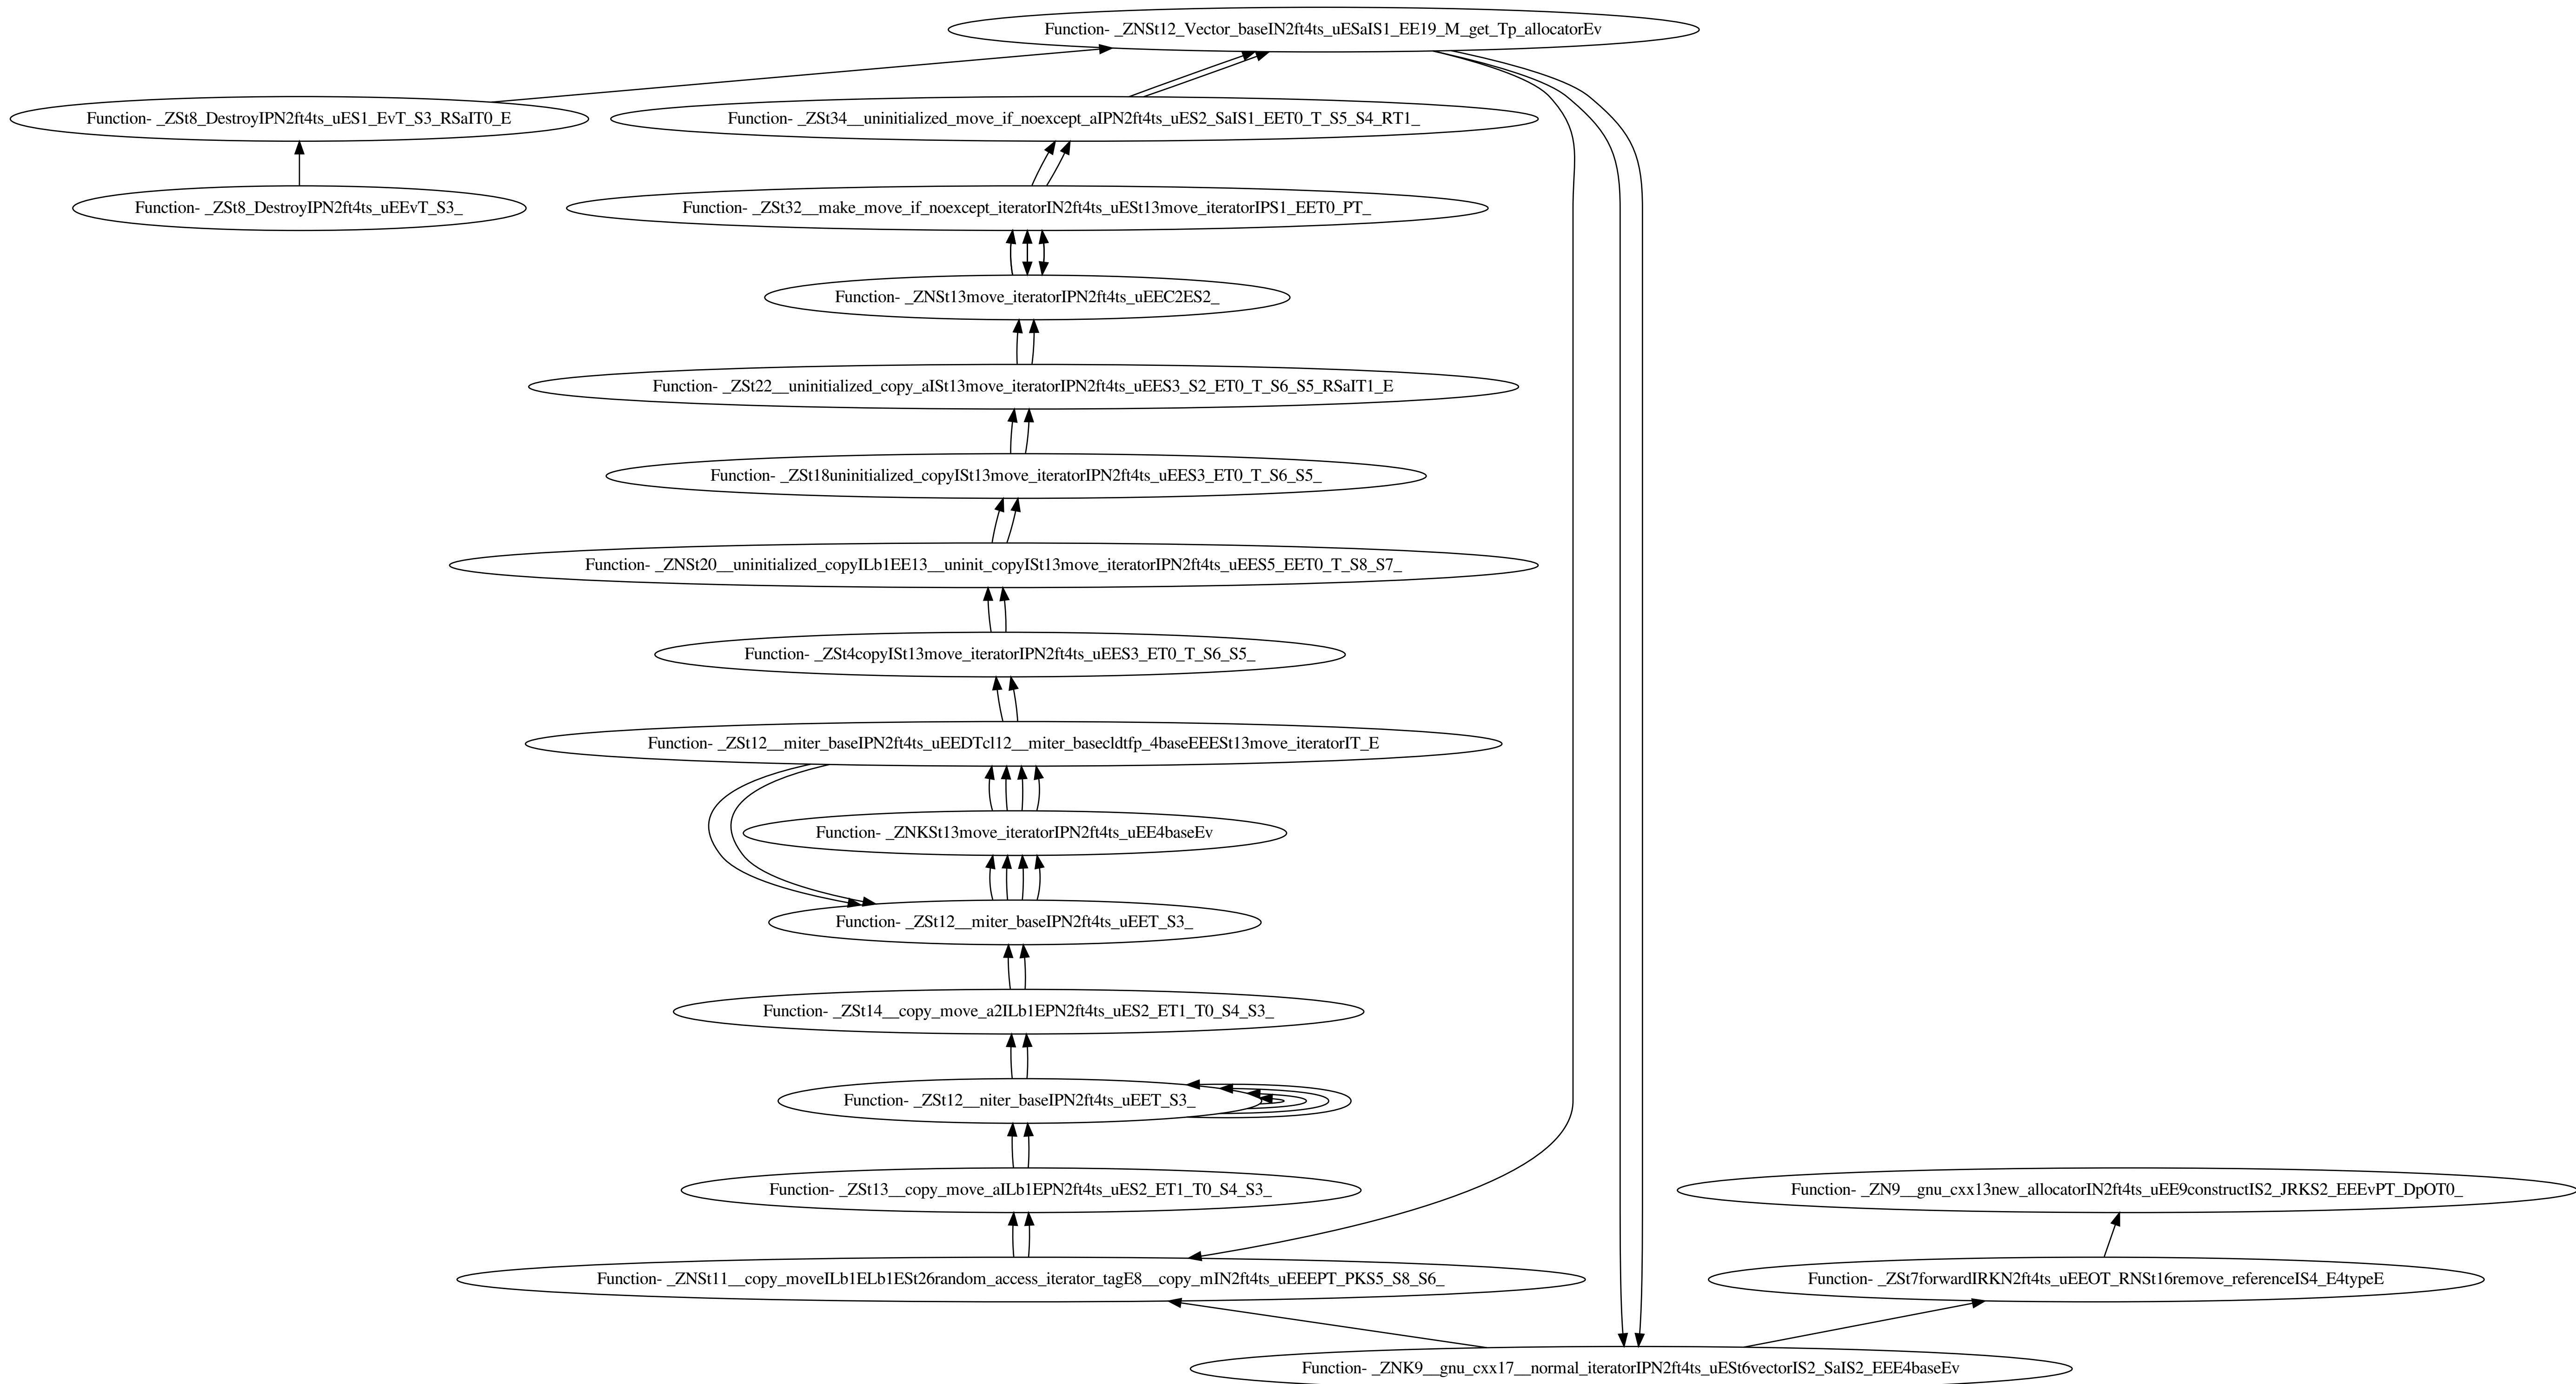 Function- _ZNSt12_Vector_baseIN2ft4ts_uESaIS1_EE19_M_get_Tp_allocatorEv
Function- _ZSt8_DestroyIPN2ft4ts_uES1_EvT_S3_RSaIT0_E
Function- _ZSt34__uninitialized_move_if_noexcept_aIPN2ft4ts_uES2_SaIS1_EET0_T_S5_S4_RT1_
Function- _ZSt8_DestroyIPN2ft4ts_uEEvT_S3_
Function- _ZSt32__make_move_if_noexcept_iteratorIN2ft4ts_uESt13move_iteratorIPS1_EET0_PT_
Function- _ZNSt13move_iteratorIPN2ft4ts_uEEC2ES2_
Function- _ZSt22__uninitialized_copy_aISt13move_iteratorIPN2ft4ts_uEES3_S2_ET0_T_S6_S5_RSaIT1_E
Function- _ZSt18uninitialized_copyISt13move_iteratorIPN2ft4ts_uEES3_ET0_T_S6_S5_
Function- _ZNSt20__uninitialized_copyILb1EE13__uninit_copyISt13move_iteratorIPN2ft4ts_uEES5_EET0_T_S8_S7_
Function- _ZSt4copyISt13move_iteratorIPN2ft4ts_uEES3_ET0_T_S6_S5_
Function- _ZSt12__miter_baseIPN2ft4ts_uEEDTcl12__miter_basecldtfp_4baseEEESt13move_iteratorIT_E
Function- _ZNKSt13move_iteratorIPN2ft4ts_uEE4baseEv
Function- _ZSt12__miter_baseIPN2ft4ts_uEET_S3_
Function- _ZSt14__copy_move_a2ILb1EPN2ft4ts_uES2_ET1_T0_S4_S3_
Function- _ZSt12__niter_baseIPN2ft4ts_uEET_S3_
Function- _ZSt13__copy_move_aILb1EPN2ft4ts_uES2_ET1_T0_S4_S3_
Function- _ZN9__gnu_cxx13new_allocatorIN2ft4ts_uEE9constructIS2_JRKS2_EEEvPT_DpOT0_
Function- _ZNSt11__copy_moveILb1ELb1ESt26random_access_iterator_tagE8__copy_mIN2ft4ts_uEEEPT_PKS5_S8_S6_
Function- _ZSt7forwardIRKN2ft4ts_uEEOT_RNSt16remove_referenceIS4_E4typeE
Function- _ZNK9__gnu_cxx17__normal_iteratorIPN2ft4ts_uESt6vectorIS2_SaIS2_EEE4baseEv